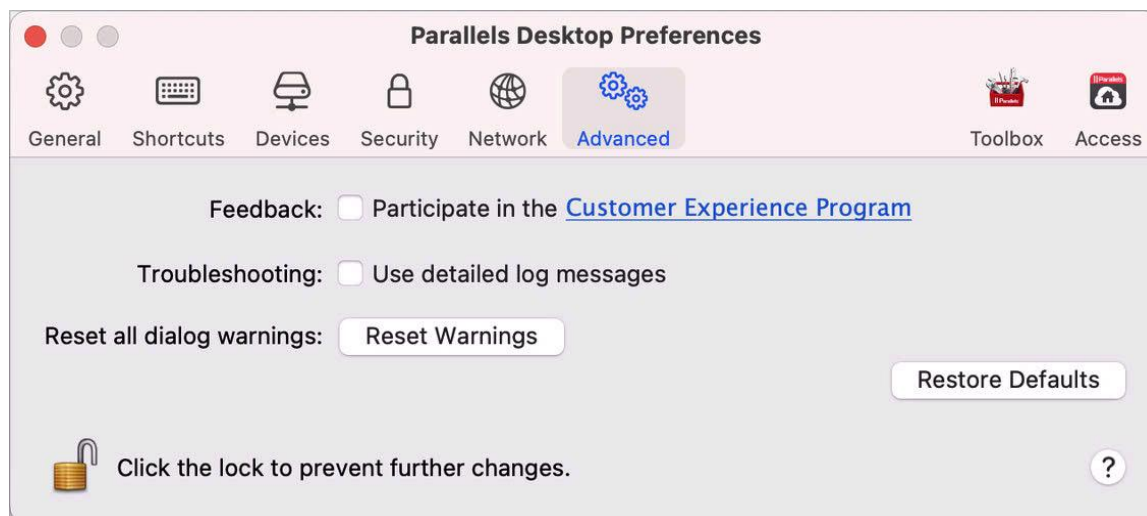 Parallels Desktop Preferences
General Shortcuts Devices Security Network Advanced Toolbox Access
Feedback: Participate in the Customer Experience Program
Troubleshooting: Use detailed log messages
Reset all dialog warnings: Reset Warnings
Restore Defaults
Click the lock to prevent further changes.
?